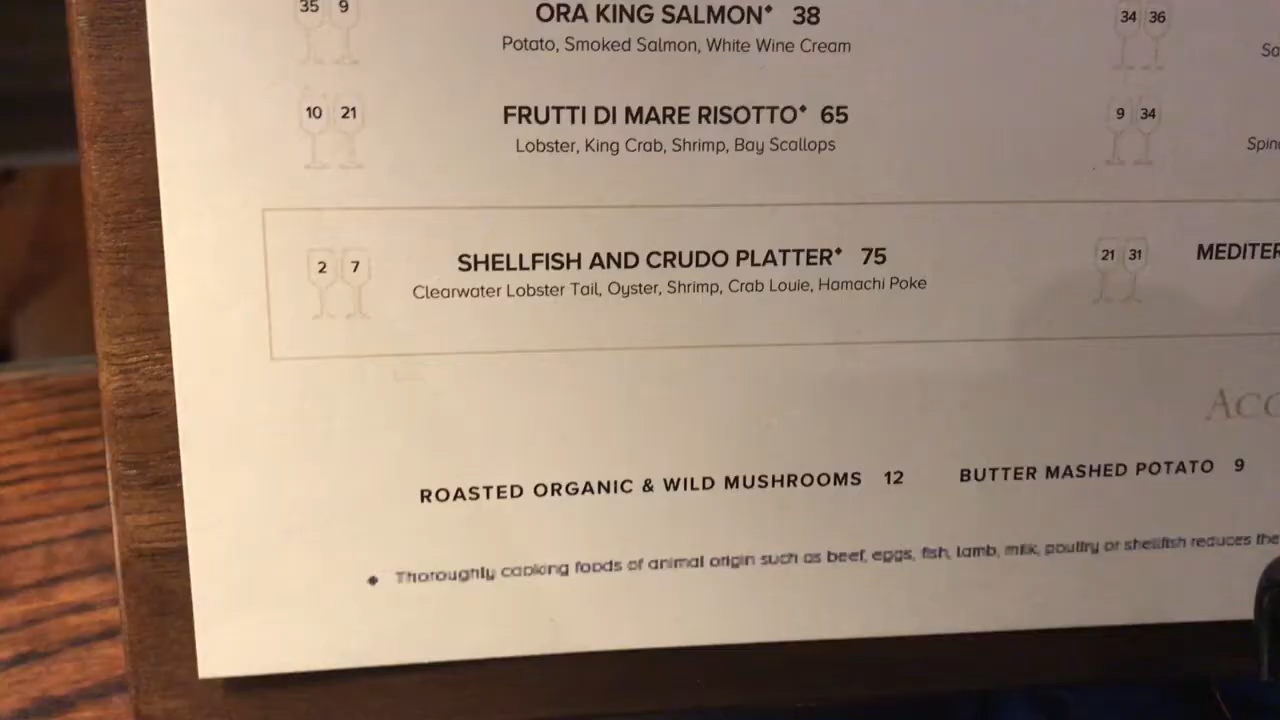 35 9 ORA KING SALMON* 38 34 36
Potato, Smoked Salmon, White Wine Cream
10 21 FRUTTI DI MARE RISOTTO* 65 9 34
Lobster, King Crab, Shrimp, Bay Scallops
2 7 SHELLFISH AND CRUDO PLATTER* 75 21 31
Clearwater Lobster Tail, Oyster, Shrimp, Crab Louie, Hamachi Poke
ROASTED ORGANIC & WILD MUSHROOMS 12 BUTTER MASHED POTATO 9
◆ Thoroughly cooking foods of animal origin such as beef, eggs, fish, lamb, milk, poultry or shellfish reduces the